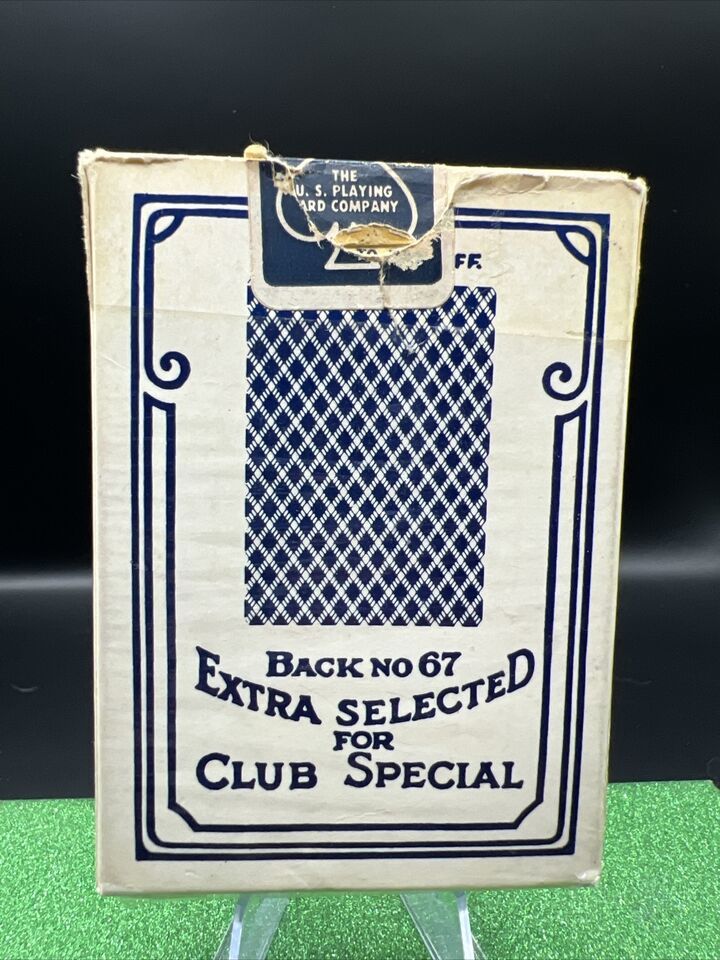 THE
U. S. PLAYING
ARD COMPANY
FF.
BACK NO 67
EXTRA SELECTED
FOR
CLUB SPECIAL